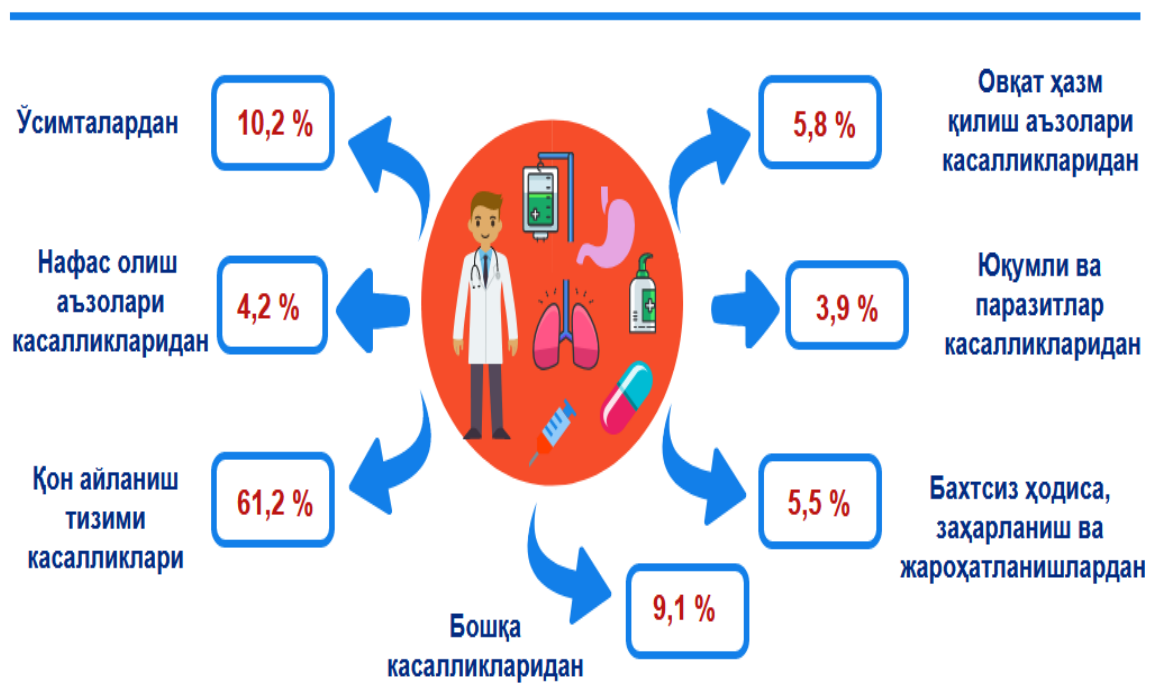 Ўсимталардан
10,2 %
Нафас олиш
аъзолари
касалликларидан
4,2 %
Қон айланиш
тизими
касалликлари
61,2 %
Бошқа
касалликларидан
9,1 %
5,8 %
Овқат ҳазм
қилиш аъзолари
касалликларидан
3,9 %
Юқумли ва
паразитлар
касалликларидан
5,5 %
Бахтсиз ҳодиса,
заҳарланиш ва
жароҳатланишлардан